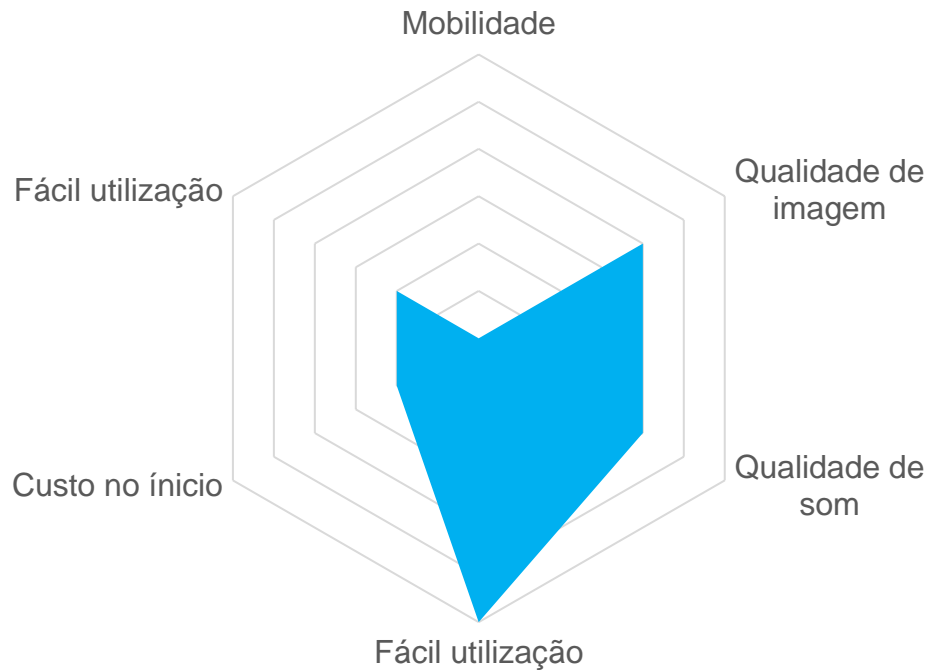 Mobilidade
Qualidade de
imagem
Fácil utilização
Custo no ínicio
Qualidade de
som
Fácil utilização